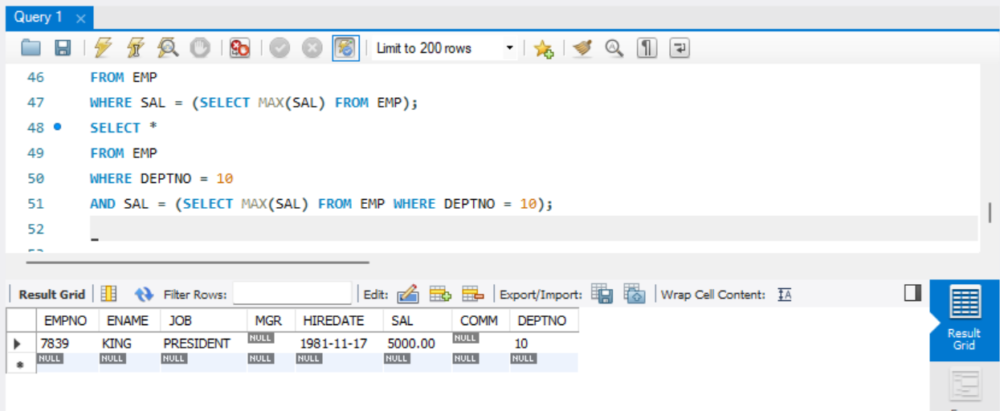 Query 1
Limit to 200 rows
46 FROM EMP
47 WHERE SAL = (SELECT MAX(SAL) FROM EMP);
48 SELECT *
49 FROM EMP
50 WHERE DEPTNO = 10
51 AND SAL = (SELECT MAX(SAL) FROM EMP WHERE DEPTNO = 10);
52
Result Grid Filter Rows: Edit: Export/Import: Wrap Cell Content:
EMPNO ENAME JOB MGR HIREDATE SAL COMM DEPTNO
7839 KING PRESIDENT NULL 1981-11-17 5000.00 NULL 10
NULL NULL NULL NULL NULL NULL NULL NULL
Result
Grid